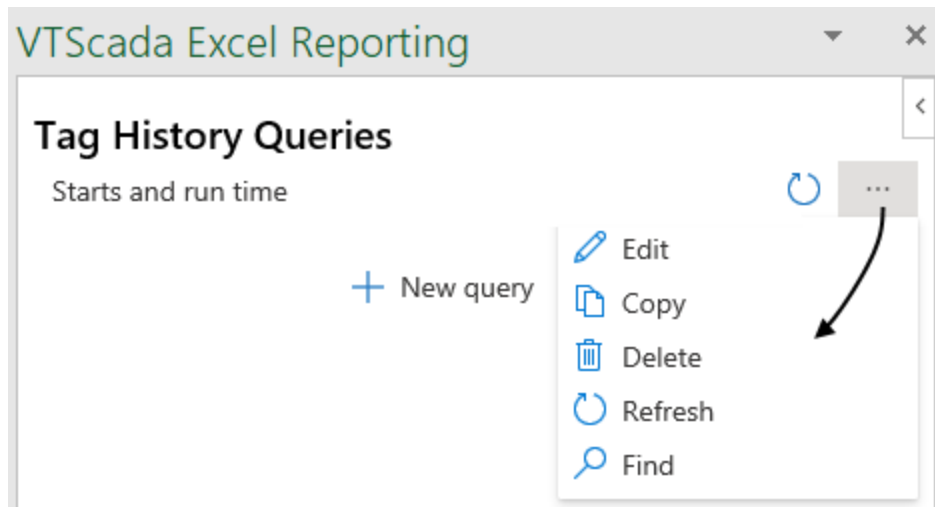 VTScada Excel Reporting
Tag History Queries
Starts and run time
...
New query
Edit
Copy
Delete
Refresh
Find